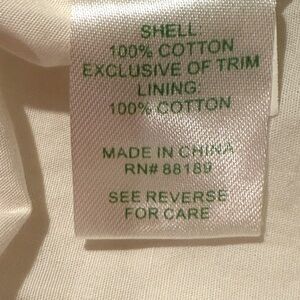 SHELL
100% COTTON
EXCLUSIVE OF TRIM
LINING:
100% COTTON
MADE IN CHINA
RN# 88189
SEE REVERSE
FOR CARE